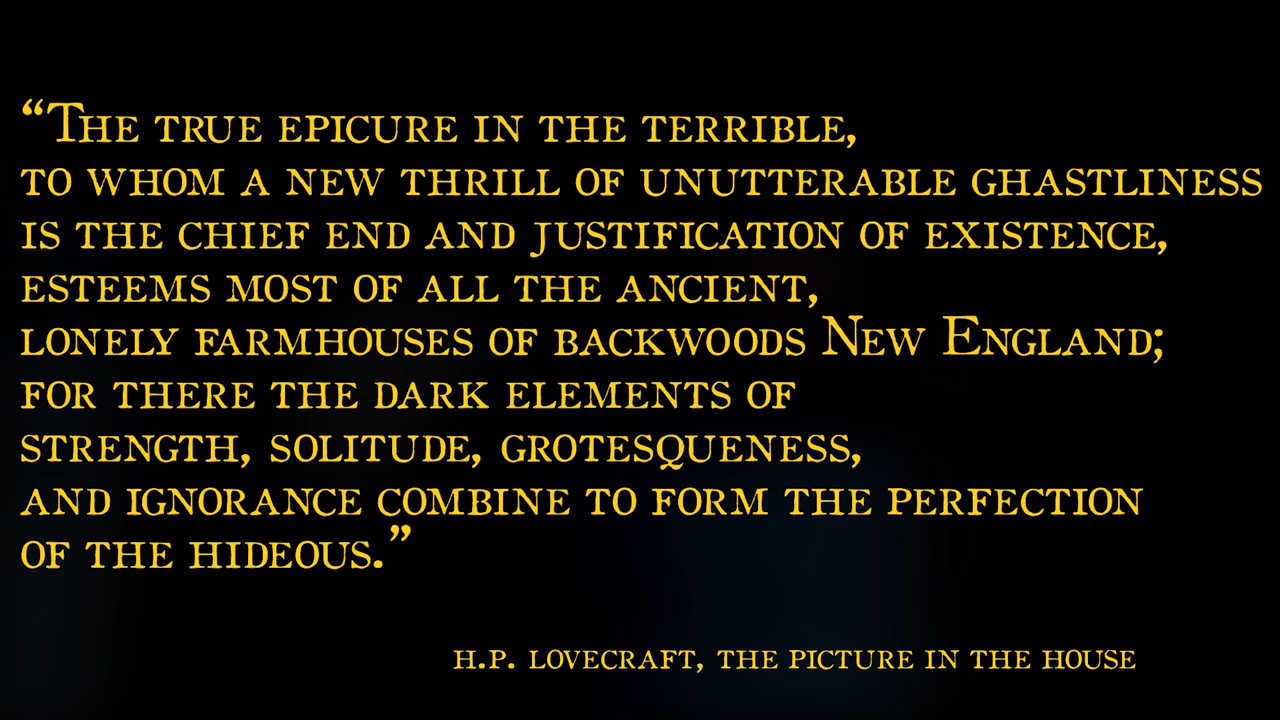 “The true epicure in the terrible,
to whom a new thrill of unutterable ghastliness
is the chief end and justification of existence,
esteems most of all the ancient,
lonely farmhouses of backwoods New England;
for there the dark elements of
strength, solitude, grotesqueness,
and ignorance combine to form the perfection
of the hideous.”
h.p. lovecraft, the picture in the house